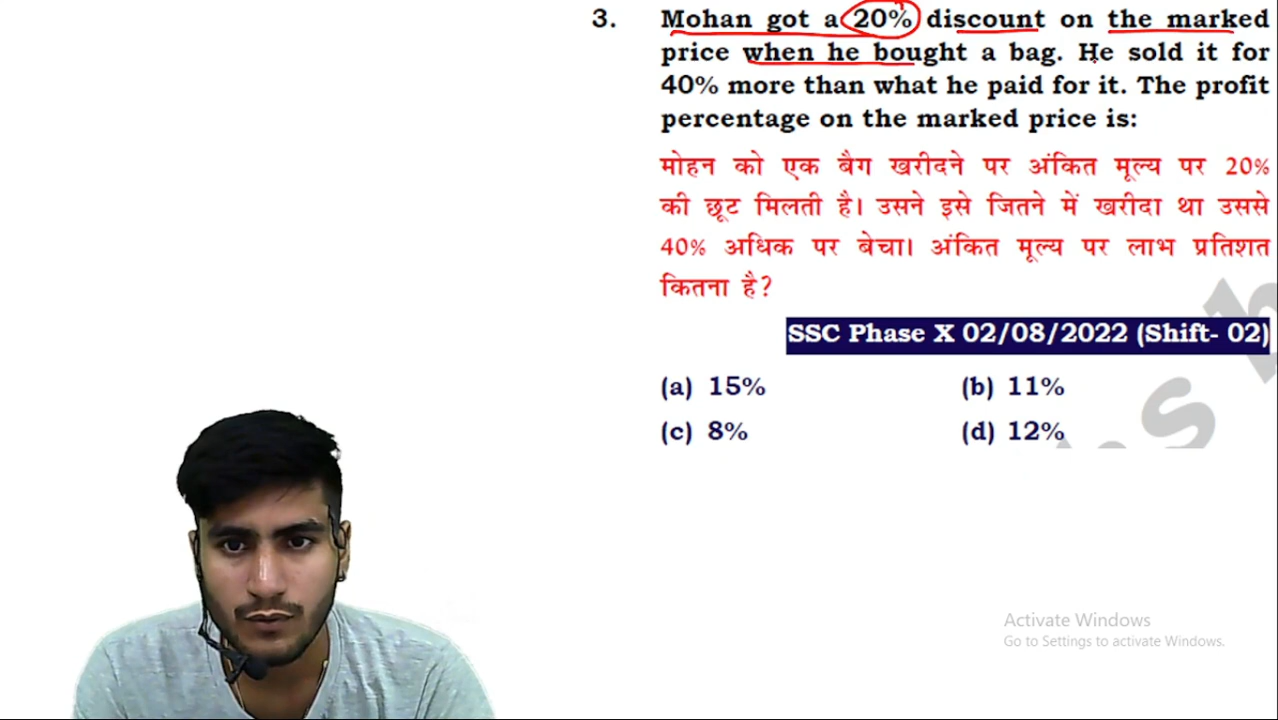 3. Mohan got a 20% discount on the marked
price when he bought a bag. He sold it for
40% more than what he paid for it. The profit
percentage on the marked price is:
मोहन को एक बैग खरीदने पर अंकित मूल्य पर 20%
की छूट मिलती है। उसने इसे जितने में खरीदा था उससे
40% अधिक पर बेचा। अंकित मूल्य पर लाभ प्रतिशत
कितना है?
SSC Phase X 02/08/2022 (Shift- 02)
(a) 15% (b) 11%
(c) 8% (d) 12%
Activate Windows
Go to Settings to activate Windows.